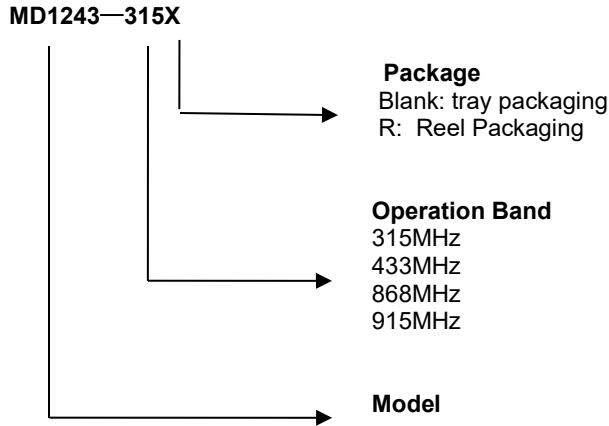 MD1243—315X
Package
Blank: tray packaging
R: Reel Packaging
Operation Band
315MHz
433MHz
868MHz
915MHz
Model